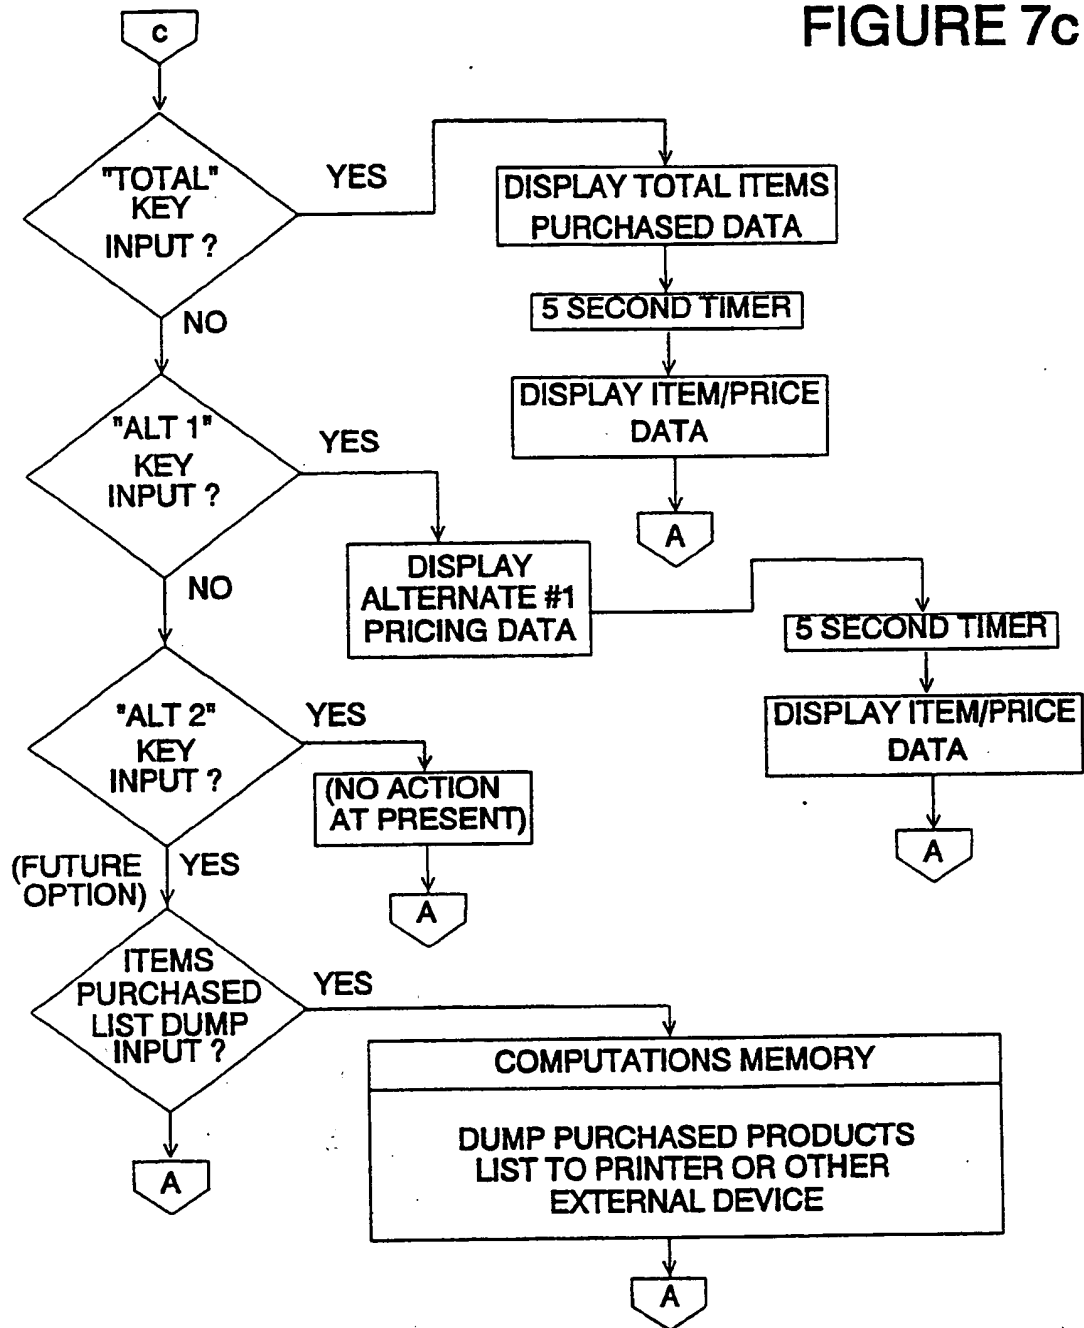 FIGURE 7c
c
"TOTAL"
KEY
INPUT ?
YES
DISPLAY TOTAL ITEMS
PURCHASED DATA
5 SECOND TIMER
DISPLAY ITEM/PRICE
DATA
A
NO
"ALT 1"
KEY
INPUT ?
YES
DISPLAY
ALTERNATE #1
PRICING DATA
5 SECOND TIMER
DISPLAY ITEM/PRICE
DATA
A
NO
"ALT 2"
KEY
INPUT ?
YES
(NO ACTION
AT PRESENT)
A
(FUTURE
OPTION)
YES
ITEMS
PURCHASED
LIST DUMP
INPUT ?
YES
COMPUTATIONS MEMORY
DUMP PURCHASED PRODUCTS
LIST TO PRINTER OR OTHER
EXTERNAL DEVICE
A
A